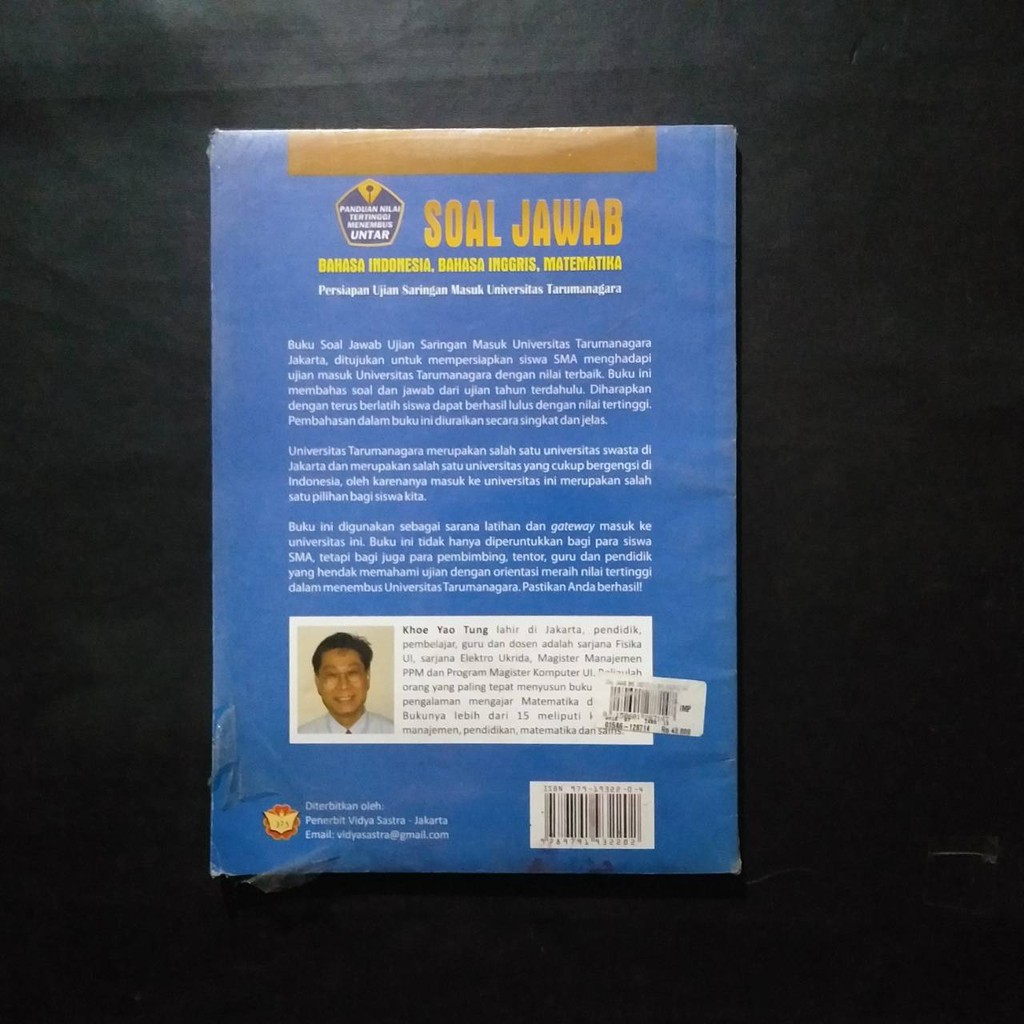 PANDUAN NILAI
TERTINGGI
MENEMBUS
UNTAR
SOAL JAWAB
BAHASA INDONESIA, BAHASA INGGRIS, MATEMATIKA
Persiapan Ujian Saringan Masuk Universitas Tarumanagara
Buku Soal Jawab Ujian Saringan Masuk Universitas Tarumanagara
Jakarta, ditujukan untuk mempersiapkan siswa SMA menghadapi
ujian masuk Universitas Tarumanagara dengan nilai terbaik. Buku ini
membahas soal dan jawab dari ujian tahun terdahulu. Diharapkan
dengan terus berlatih siswa dapat berhasil lulus dengan nilai tertinggi.
Pembahasan dalam buku ini diuraikan secara singkat dan jelas.
Universitas Tarumanagara merupakan salah satu universitas swasta di
Jakarta dan merupakan salah satu universitas yang cukup bergengsi di
Indonesia, oleh karenanya masuk ke universitas ini merupakan salah
satu pilihan bagi siswa kita.
Buku ini digunakan sebagai sarana latihan dan gateway masuk ke
universitas ini. Buku ini tidak hanya diperuntukkan bagi para siswa
SMA, tetapi bagi juga para pembimbing, tentor, guru dan pendidik
yang hendak memahami ujian dengan orientasi meraih nilai tertinggi
dalam menembus Universitas Tarumanagara. Pastikan Anda berhasil!
Khoe Yao Tung lahir di Jakarta, pendidik,
pembelajar, guru dan dosen adalah sarjana Fisika
UI, sarjana Elektro Ukrida, Magister Manajemen
PPM dan Program Magister Komputer UI. Beliaulah
orang yang paling tepat menyusun buku
pengalaman mengajar Matematika
Bukunya lebih dari 15 meliputi
manajemen, pendidikan, matematika dan sains.
Rp 43,000
Diterbitkan oleh:
Penerbit Vidya Sastra - Jakarta
Email: vidyasastra@gmail.com
ISBN 979-19322-0-4
9789791932202